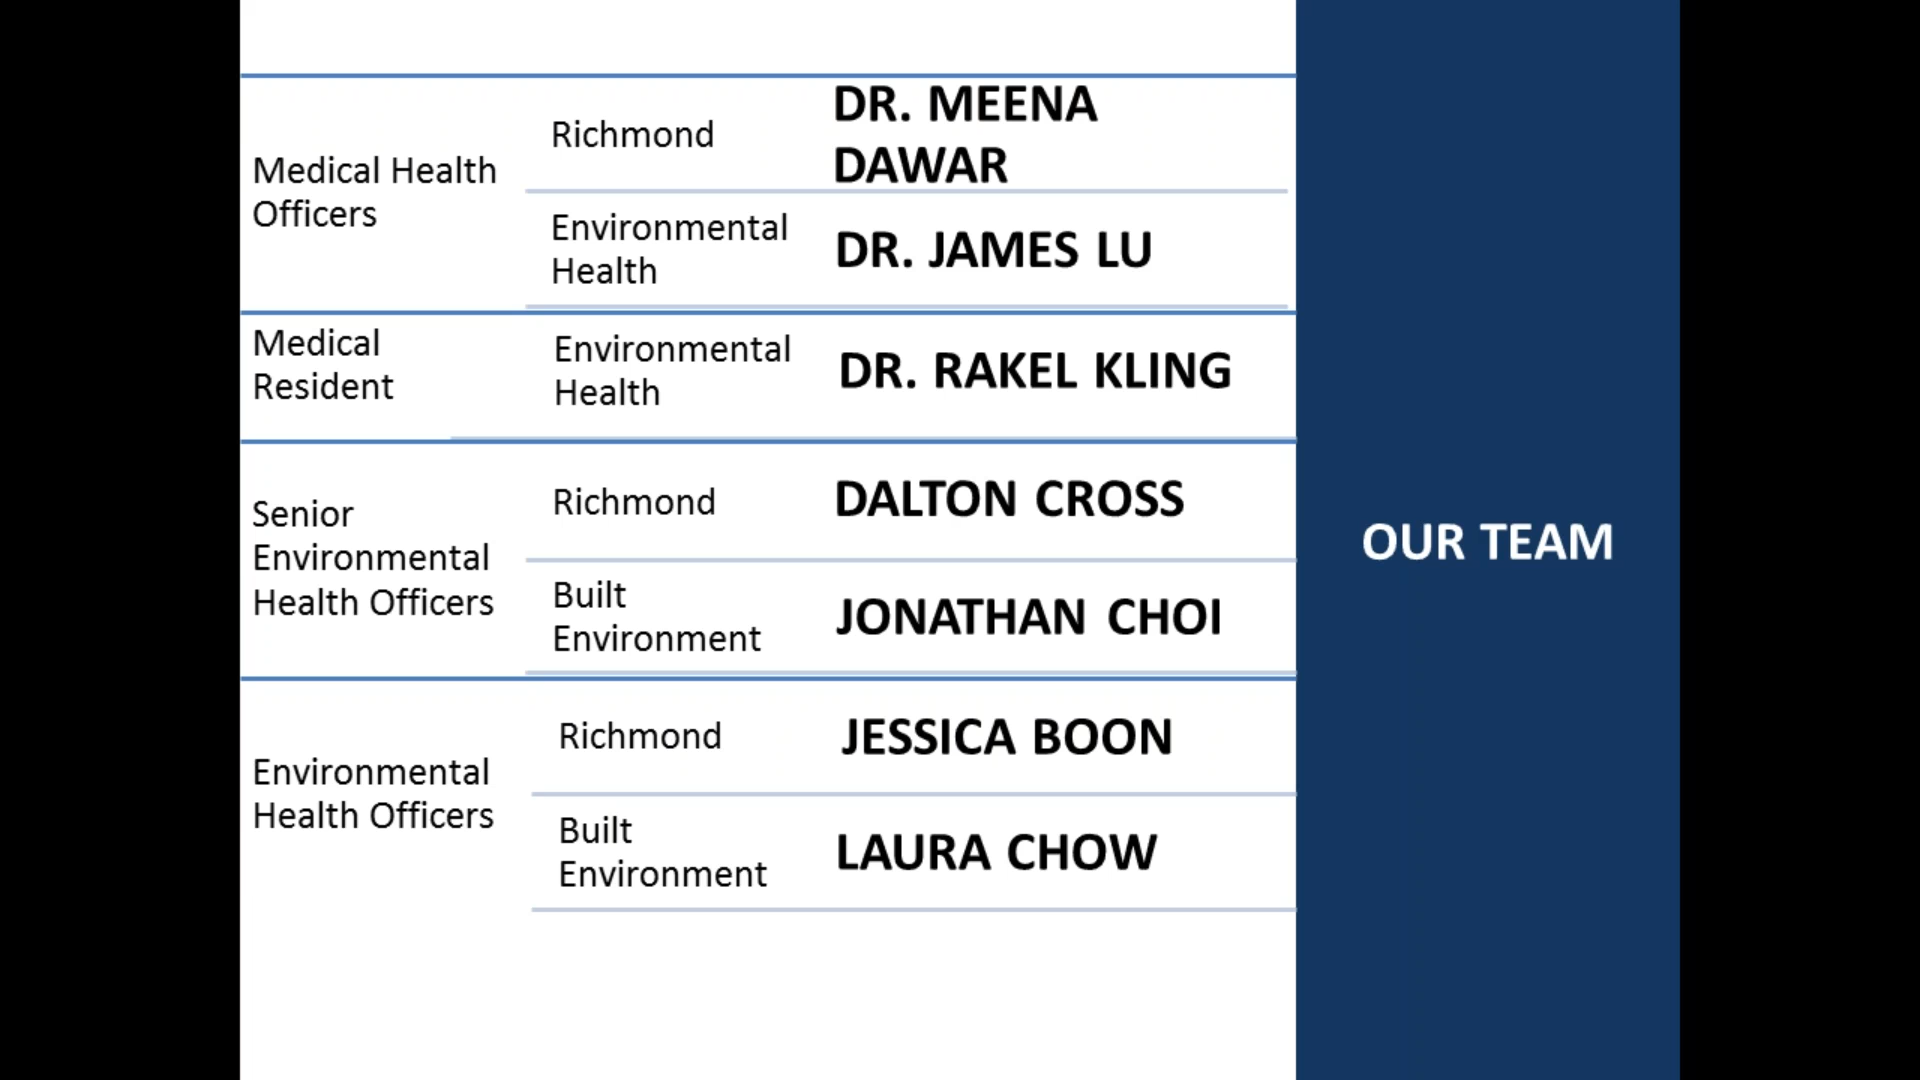 Medical Health
Officers
Richmond
DR. MEENA
DAWAR
Environmental
Health
DR. JAMES LU
Medical
Resident
Environmental
Health
DR. RAKEL KLING
Senior
Environmental
Health Officers
Richmond
DALTON CROSS
Built
Environment
JONATHAN CHOI
Environmental
Health Officers
Richmond
JESSICA BOON
Built
Environment
LAURA CHOW
OUR TEAM